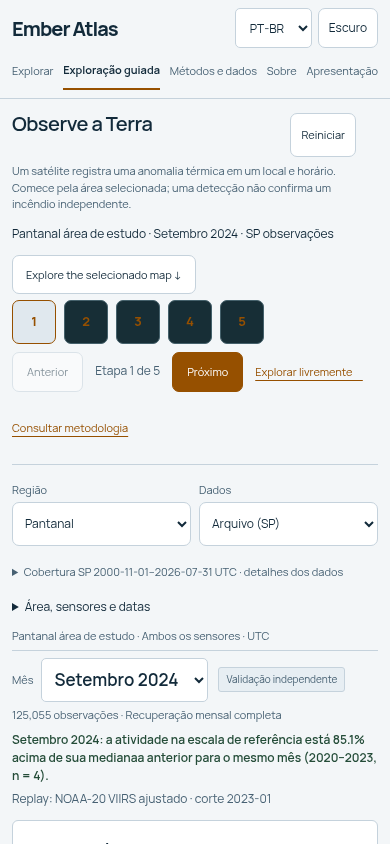 Ember Atlas
PT-BR
Escuro
Explorar
Exploração guiada
Métodos e dados
Sobre
Apresentação
Observe a Terra
Reiniciar
Um satélite registra uma anomalia térmica em um local e horário.
Comece pela área selecionada; uma detecção não confirma um
incêndio independente.
Pantanal área de estudo · Setembro 2024 · SP observações
Explore the selecionado map ↓
1
2
3
4
5
Anterior
Etapa 1 de 5
Próximo
Explorar livremente
Consultar metodologia
Região
Dados
Pantanal
Arquivo (SP)
Cobertura SP 2000-11-01–2026-07-31 UTC · detalhes dos dados
Área, sensores e datas
Pantanal área de estudo · Ambos os sensores · UTC
Mês
Setembro 2024
Validação independente
125,055 observações · Recuperação mensal completa
Setembro 2024: a atividade na escala de referência está 85.1%
acima de sua medianaa anterior para o mesmo mês (2020–2023,
n = 4).
Replay: NOAA-20 VIIRS ajustado · corte 2023-01